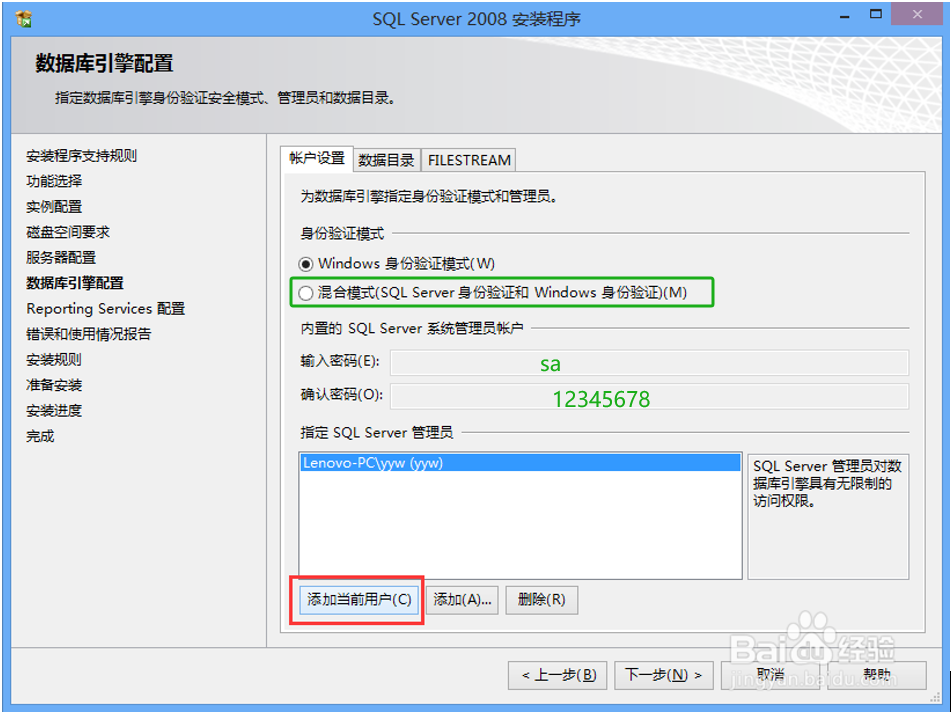 SQL Server 2008 安装程序
数据库引擎配置
指定数据库引擎身份验证安全模式、管理员和数据目录。
安装程序支持规则
功能选择
实例配置
磁盘空间要求
服务器配置
数据库引擎配置
Reporting Services 配置
错误和使用情况报告
安装规则
准备安装
安装进度
完成
帐户设置 数据目录 FILESTREAM
为数据库引擎指定身份验证模式和管理员。
身份验证模式
Windows 身份验证模式(W)
混合模式(SQL Server 身份验证和 Windows 身份验证)(M)
内置的 SQL Server 系统管理员帐户
输入密码(E): sa
确认密码(O): 12345678
指定 SQL Server 管理员
Lenovo-PC\yyw (yyw)
SQL Server 管理员对数
据库引擎具有无限制的
访问权限。
添加当前用户(C) 添加(A)... 删除(R)
< 上一步(B) 下一步(N) > 取消 帮助
Baidu 经验
jingyan.baidu.com